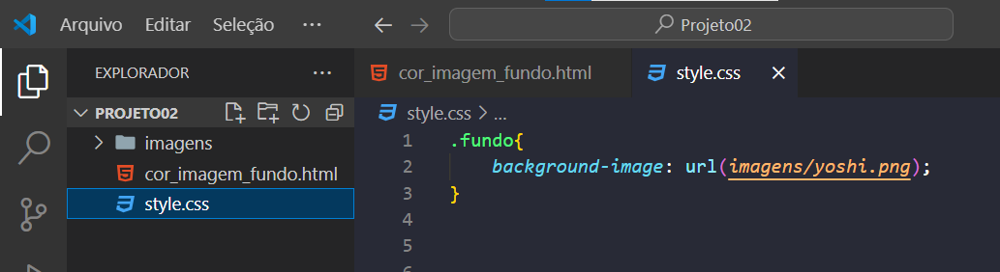 Arquivo Editar Seleção ··· Projeto02
EXPLORADOR ···
cor_imagem_fundo.html style.css
PROJETO02
style.css > ...
imagens
cor_imagem_fundo.html
style.css
1 .fundo{
2 background-image: url(imagens/yoshi.png);
3 }
4
5